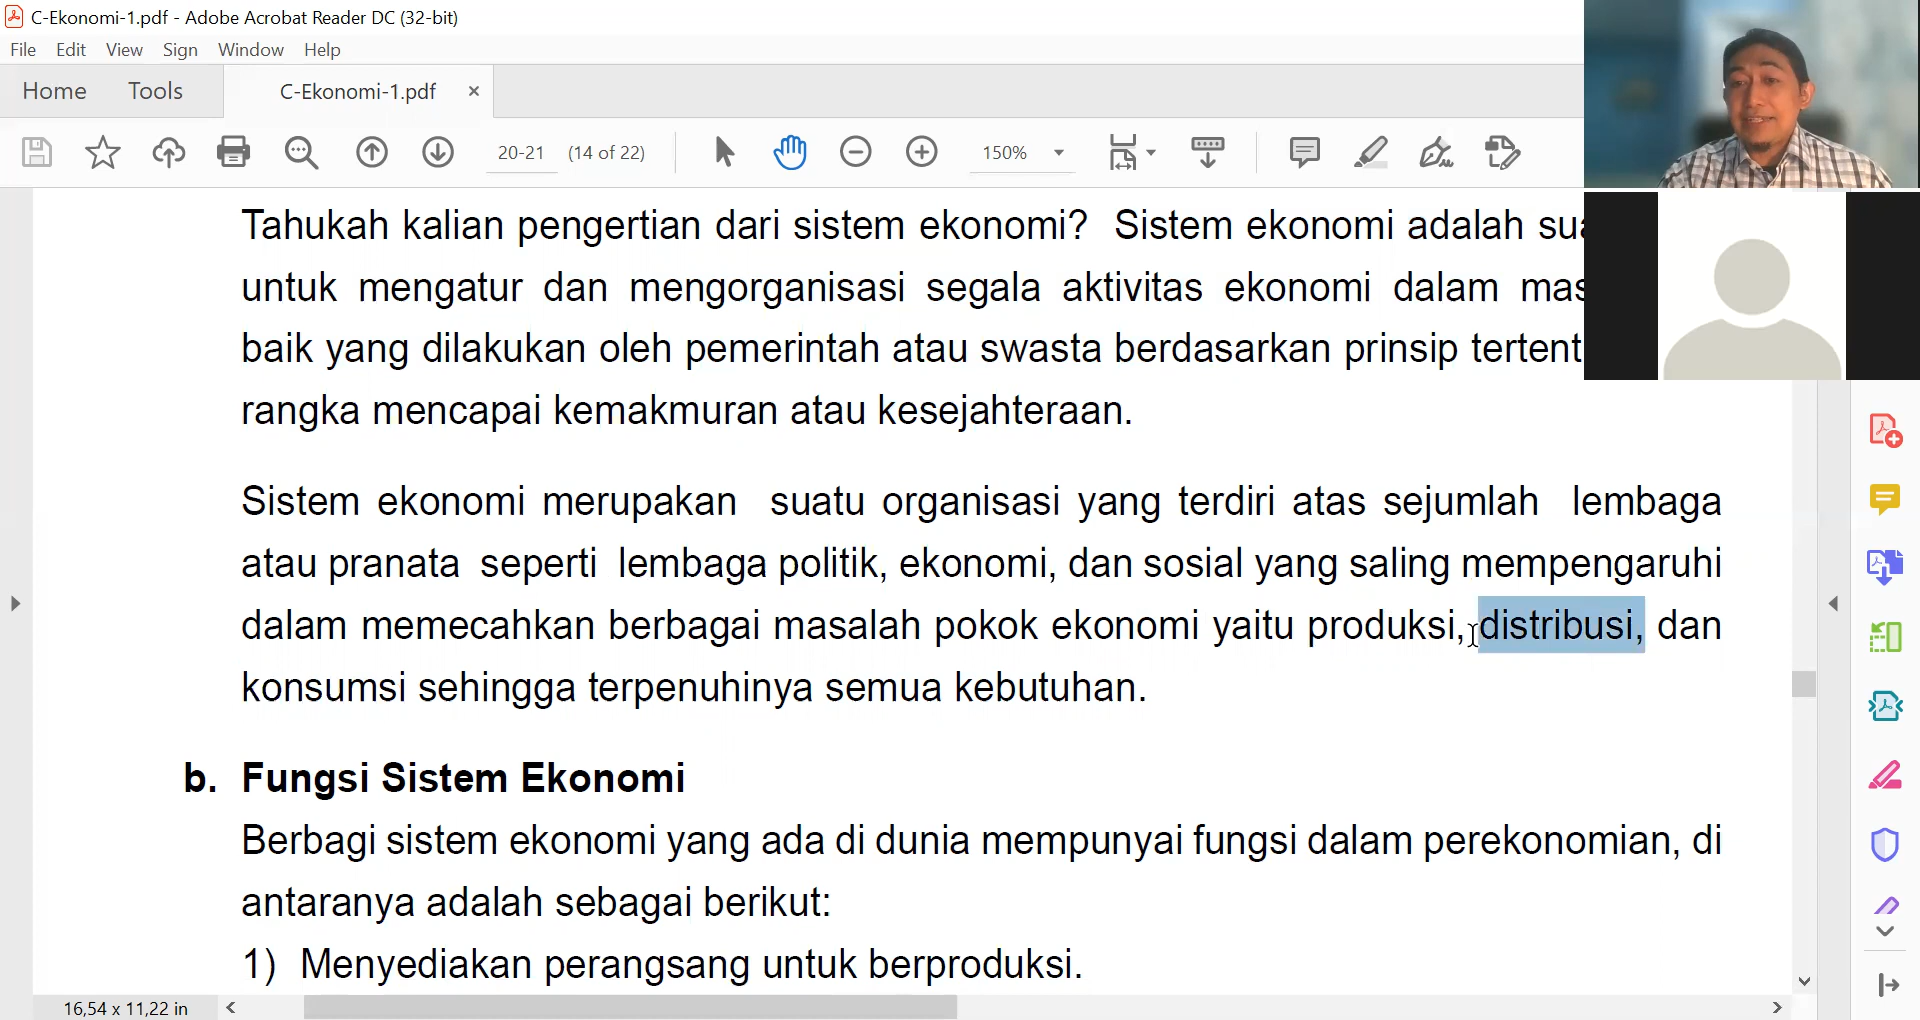 C-Ekonomi-1.pdf - Adobe Acrobat Reader DC (32-bit)
File Edit View Sign Window Help
Home Tools C-Ekonomi-1.pdf ×
20-21 (14 of 22) 150%
Tahukah kalian pengertian dari sistem ekonomi? Sistem ekonomi adalah
untuk mengatur dan mengorganisasi segala aktivitas ekonomi dalam
baik yang dilakukan oleh pemerintah atau swasta berdasarkan prinsip
rangka mencapai kemakmuran atau kesejahteraan.
Sistem ekonomi merupakan suatu organisasi yang terdiri atas sejumlah lembaga
atau pranata seperti lembaga politik, ekonomi, dan sosial yang saling mempengaruhi
dalam memecahkan berbagai masalah pokok ekonomi yaitu produksi, distribusi, dan
konsumsi sehingga terpenuhinya semua kebutuhan.
b. Fungsi Sistem Ekonomi
Berbagi sistem ekonomi yang ada di dunia mempunyai fungsi dalam perekonomian, di
antaranya adalah sebagai berikut:
1) Menyediakan perangsang untuk berproduksi.
16,54 x 11,22 in